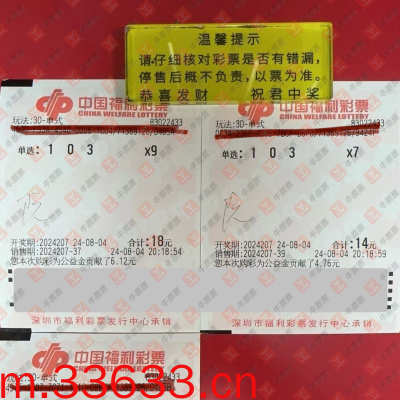 温馨提示
请仔细核对彩票是否有错漏,
停售后概不负责,以票为准。
恭喜发财 祝君中奖
中国福利彩票
CHINA WELFARE LOTTERY
玩法:3D-单式 83022433
单选: 1 0 3 x9
开奖期:2024207 24-08-04 合计:18元
销售期:2024207-37 24-08-04 20:18:54
您本次购彩为公益金贡献了6.12元
深圳市福利彩票发行中心承销
中国福利彩票
CHINA WELFARE LOTTERY
玩法:3D-单式 83022433
单选: 1 0 3 x7
开奖期:2024207 24-08-04 合计:14元
销售期:2024207-39 24-08-04 20:18:59
您本次购彩为公益金贡献了4.76元
深圳市福利彩票发行中心承销
中国福利彩票
CHINA WELFARE LOTTERY
m.33633.cn